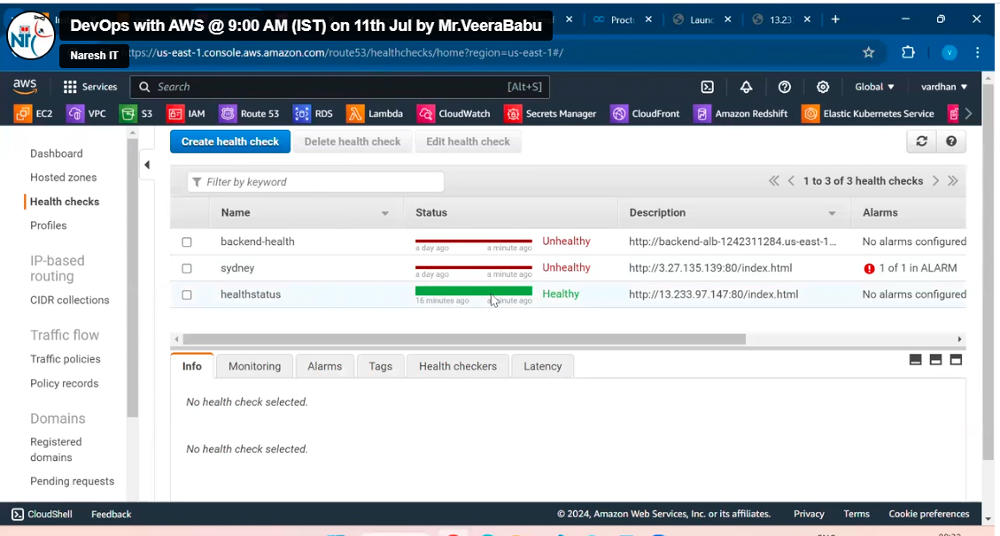 DevOps with AWS @ 9:00 AM (IST) on 11th Jul by Mr.VeeraBabu
Naresh IT
NT
Proct
Laun
13.23
ttps://us-east-1.console.aws.amazon.com/route53/healthchecks/home?region=us-east-1#/
V
aws Services Search [Alt+S] Global vardhan
EC2 VPC S3 IAM Route 53 RDS Lambda CloudWatch Secrets Manager CloudFront Amazon Redshift Elastic Kubernetes Service
Dashboard
Hosted zones
Health checks
Profiles
IP-based
routing
CIDR collections
Traffic flow
Traffic policies
Policy records
Domains
Registered
domains
Pending requests
Create health check Delete health check Edit health check
Filter by keyword 1 to 3 of 3 health checks
Name Status Description Alarms
backend-health Unhealthy http://backend-alb-1242311284.us-east-1... No alarms configured
a day ago a minute ago
sydney Unhealthy http://3.27.135.139:80/index.html 1 of 1 in ALARM
a day ago a minute ago
healthstatus Healthy http://13.233.97.147:80/index.html No alarms configured
16 minutes ago a minute ago
Info Monitoring Alarms Tags Health checkers Latency
No health check selected.
No health check selected.
CloudShell Feedback © 2024, Amazon Web Services, Inc. or its affiliates. Privacy Terms Cookie preferences